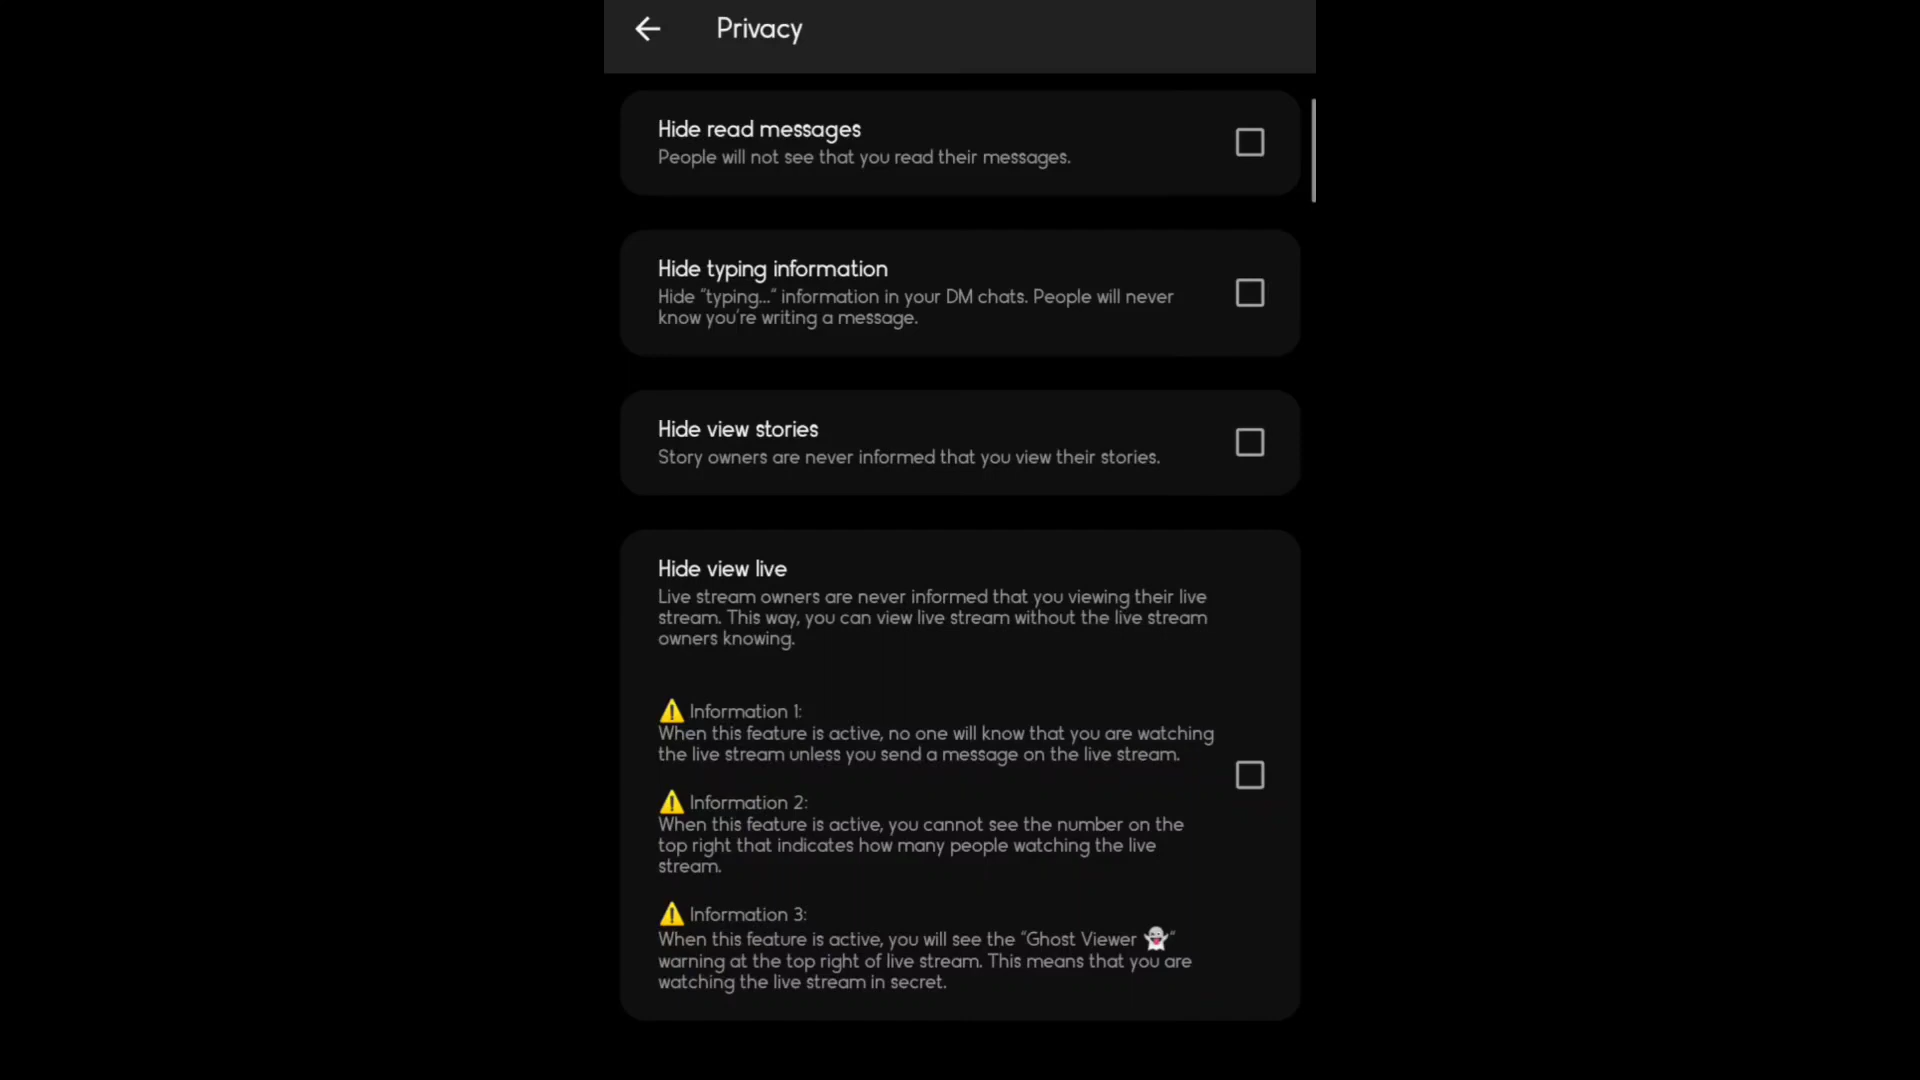 Privacy
Hide read messages
People will not see that you read their messages.
Hide typing information
Hide "typing..." information in your DM chats. People will never
know you're writing a message.
Hide view stories
Story owners are never informed that you view their stories.
Hide view live
Live stream owners are never informed that you viewing their live
stream. This way, you can view live stream without the live stream
owners knowing.
⚠️ Information 1:
When this feature is active, no one will know that you are watching
the live stream unless you send a message on the live stream.
⚠️ Information 2:
When this feature is active, you cannot see the number on the
top right that indicates how many people watching the live
stream.
⚠️ Information 3:
When this feature is active, you will see the "Ghost Viewer 👻"
warning at the top right of live stream. This means that you are
watching the live stream in secret.